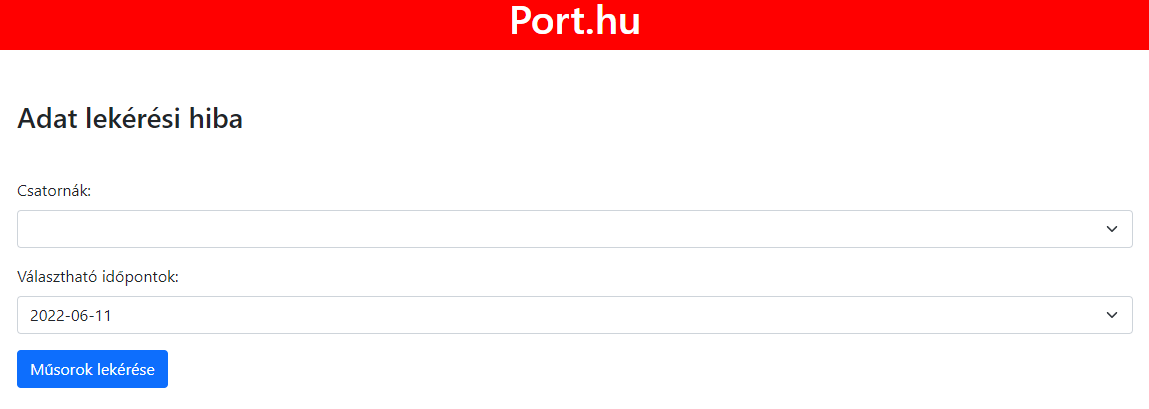 Port.hu
Adat lekérési hiba
Csatornák:
Választható időpontok:
2022-06-11
Műsorok lekérése